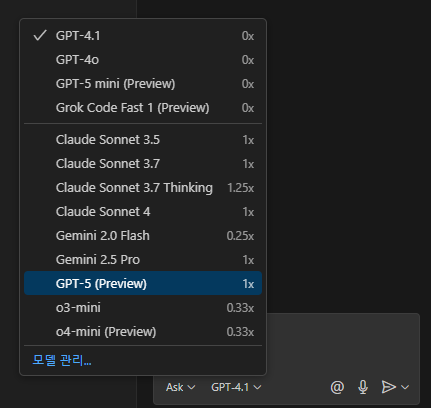 GPT-4.1 0x
GPT-4o 0x
GPT-5 mini (Preview) 0x
Grok Code Fast 1 (Preview) 0x
Claude Sonnet 3.5 1x
Claude Sonnet 3.7 1x
Claude Sonnet 3.7 Thinking 1.25x
Claude Sonnet 4 1x
Gemini 2.0 Flash 0.25x
Gemini 2.5 Pro 1x
GPT-5 (Preview) 1x
o3-mini 0.33x
o4-mini (Preview) 0.33x
모델 관리...
Ask GPT-4.1 @